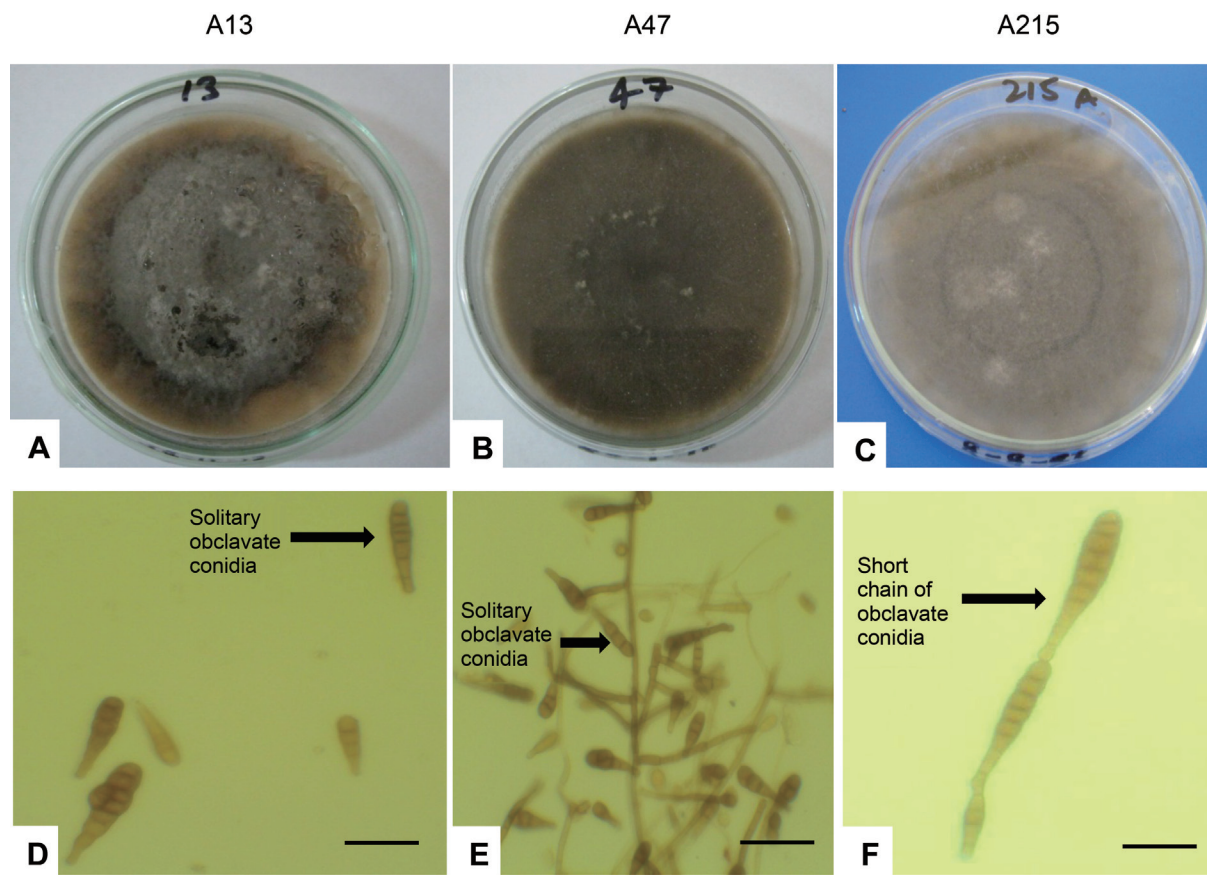 A13 A47 A215
13 47 215 A
A B C
Solitary
obclavate
conidia
Solitary
obclavate
conidia
Short
chain of
obclavate
conidia
D E F